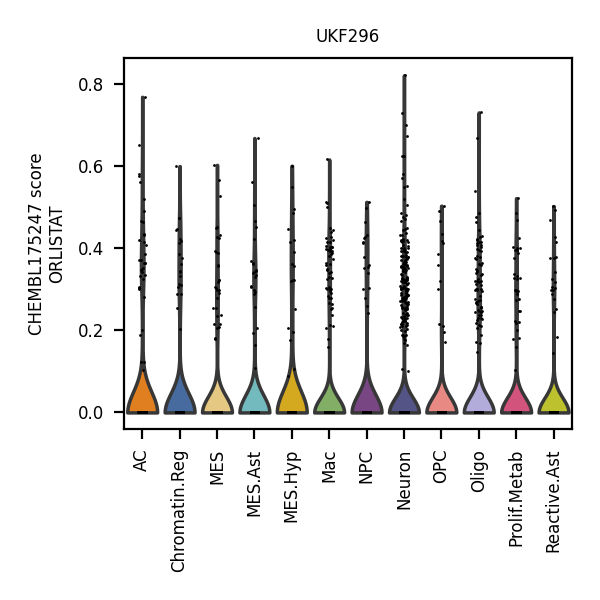 UKF296
CHEMBL175247 score
ORLISTAT
0.8
0.6
0.4
0.2
0.0
AC
Chromatin.Reg
MES
MES.Ast
MES.Hyp
Mac
NPC
Neuron
OPC
Oligo
Prolif.Metab
Reactive.Ast